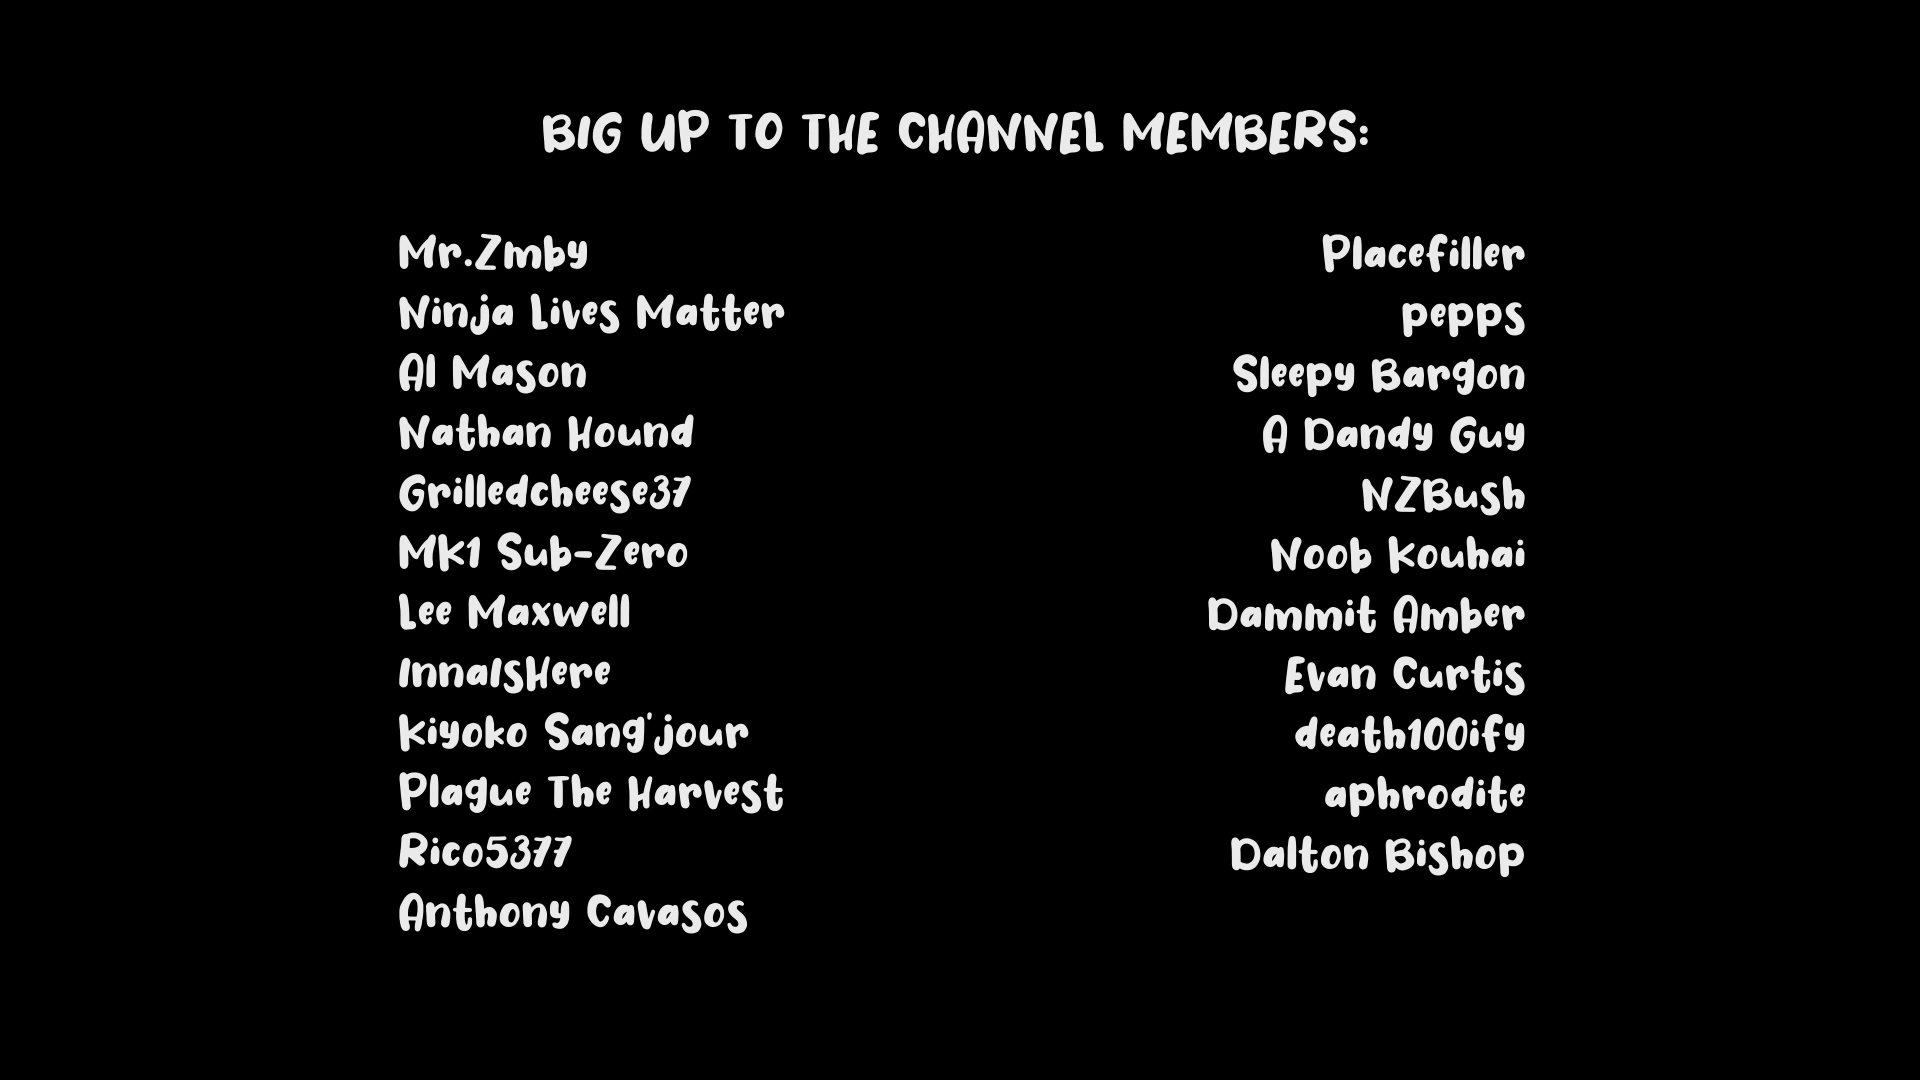 BIG UP TO THE CHANNEL MEMBERS:
Mr.Zmby
Ninja Lives Matter
Al Mason
Nathan Hound
Grilledcheese37
MK1 Sub-Zero
Lee Maxwell
InnaISHere
Kiyoko Sang'jour
Plague The Harvest
Rico5377
Anthony Cavasos
Placefiller
pepps
Sleepy Bargon
A Dandy Guy
NZBush
Noob Kouhai
Dammit Amber
Evan Curtis
death100ify
aphrodite
Dalton Bishop